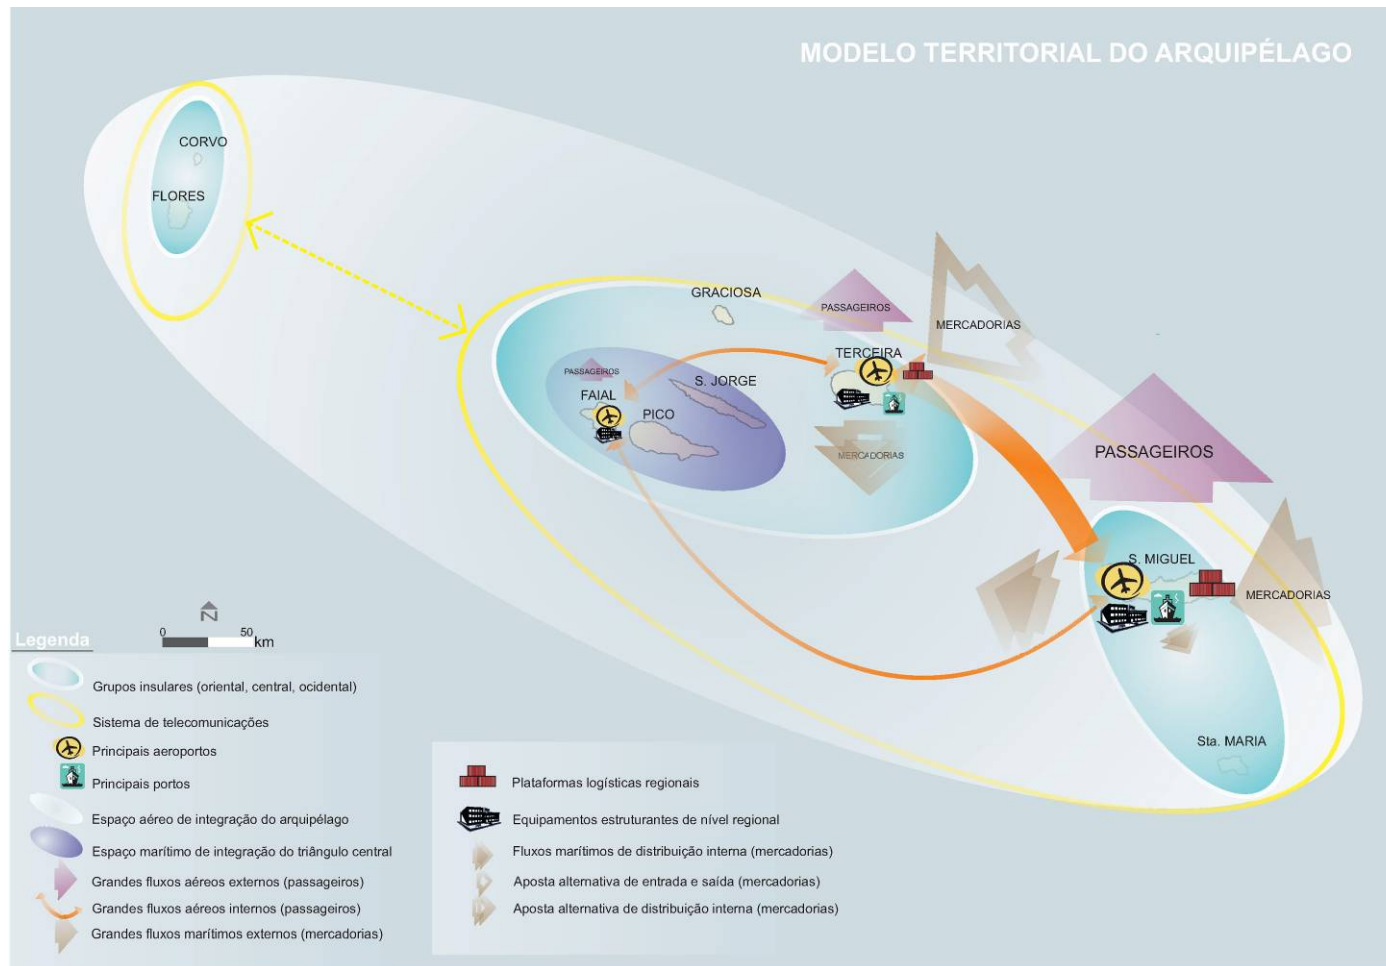 MODELO TERRITORIAL DO ARQUIPÉLAGO
CORVO
FLORES
GRACIOSA
PASSAGEIROS
MERCADORIAS
TERCEIRA
PASSAGEIROS
S. JORGE
FAIAL
PICO
MERCADORIAS
PASSAGEIROS
S. MIGUEL
MERCADORIAS
Sta. MARIA
N
0 50
km
Legenda
Grupos insulares (oriental, central, ocidental)
Sistema de telecomunicações
Principais aeroportos
Principais portos
Espaço aéreo de integração do arquipélago
Espaço marítimo de integração do triângulo central
Grandes fluxos aéreos externos (passageiros)
Grandes fluxos aéreos internos (passageiros)
Grandes fluxos marítimos externos (mercadorias)
Plataformas logísticas regionais
Equipamentos estruturantes de nível regional
Fluxos marítimos de distribuição interna (mercadorias)
Aposta alternativa de entrada e saída (mercadorias)
Aposta alternativa de distribuição interna (mercadorias)